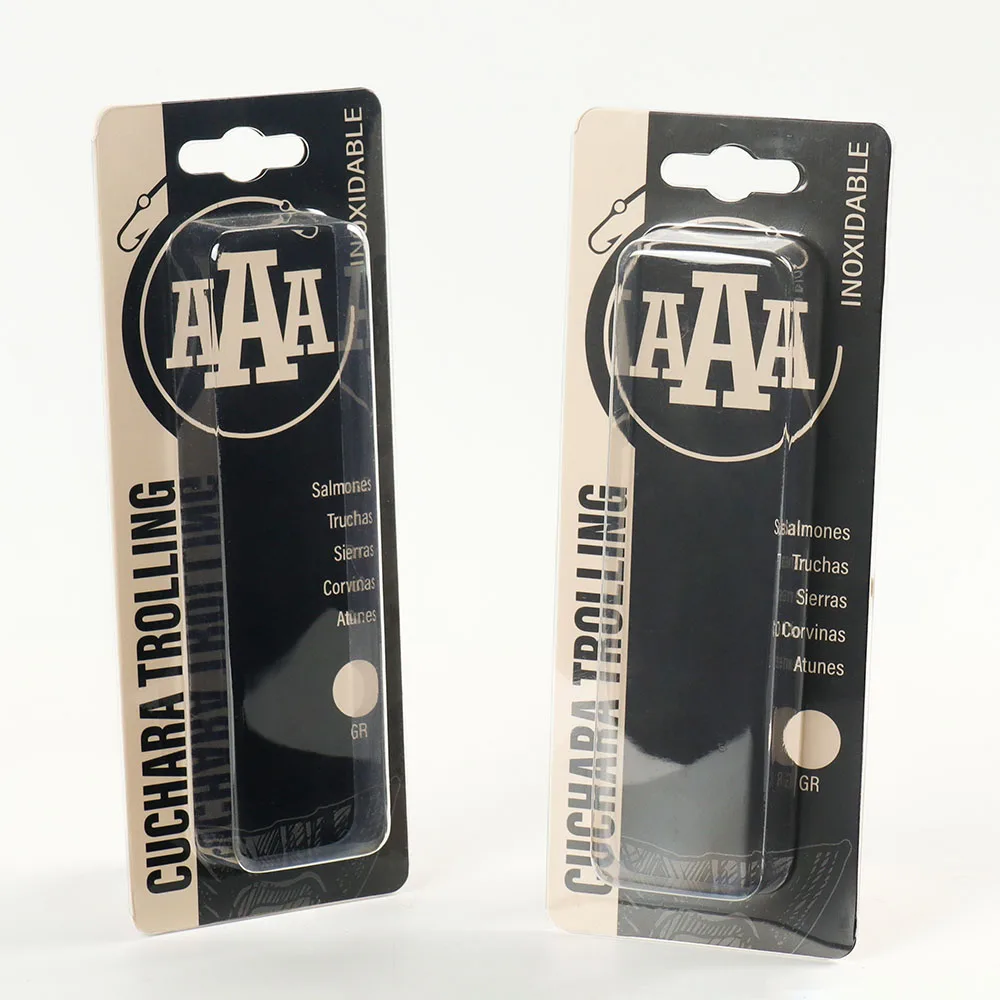 INOXIDABLE
AAA
CUCHARA TROLLING
Salmones
Truchas
Sierras
Corvinas
Atunes
GR
INOXIDABLE
AAA
CUCHARA TROLLING
Salmones
Truchas
Sierras
Corvinas
Atunes
GR